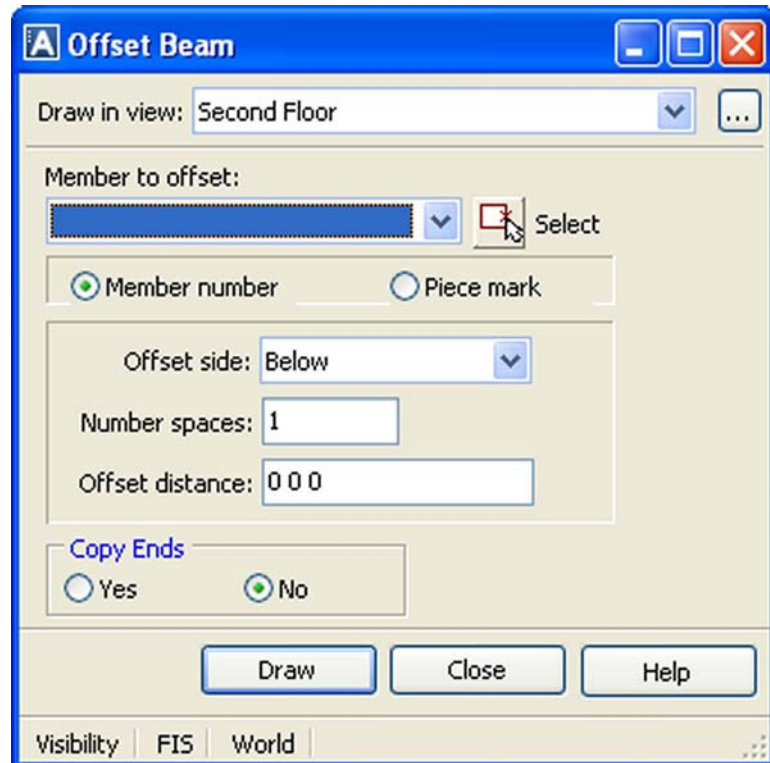 A Offset Beam
Draw in view: Second Floor ...
Member to offset:
Select
Member number Piece mark
Offset side: Below
Number spaces: 1
Offset distance: 0 0 0
Copy Ends
Yes No
Draw Close Help
Visibility FIS World